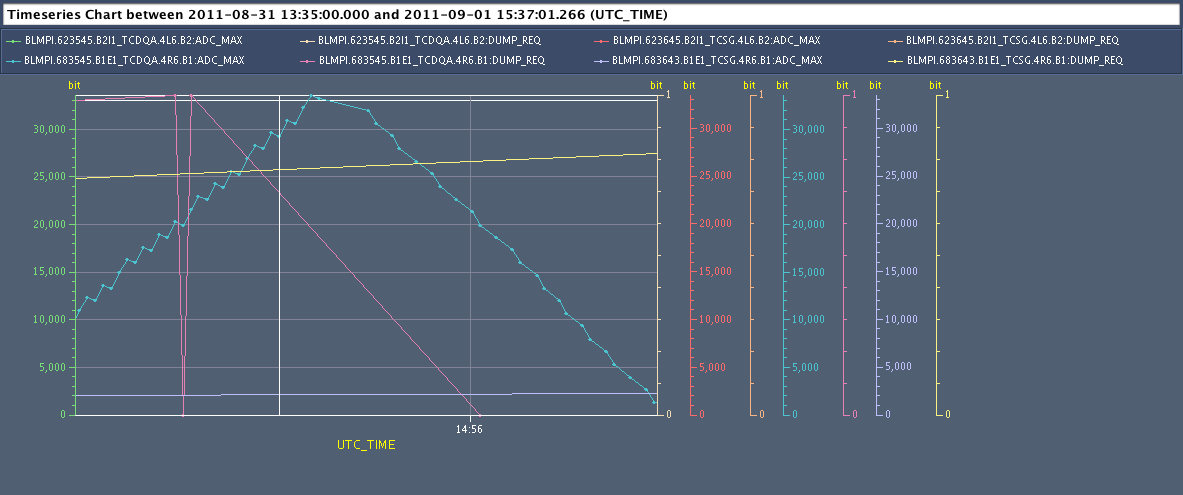 Timeseries Chart between 2011-08-31 13:35:00.000 and 2011-09-01 15:37:01.266 (UTC_TIME)
BLMPI.623545.B2I1_TCDQA.4L6.B2:ADC_MAX BLMPI.623545.B2I1_TCDQA.4L6.B2:DUMP_REQ BLMPI.623645.B2I1_TCSG.4L6.B2:ADC_MAX BLMPI.623645.B2I1_TCSG.4L6.B2:DUMP_REQ
BLMPI.683545.B1E1_TCDQA.4R6.B1:ADC_MAX BLMPI.683545.B1E1_TCDQA.4R6.B1:DUMP_REQ BLMPI.683643.B1E1_TCSG.4R6.B1:ADC_MAX BLMPI.683643.B1E1_TCSG.4R6.B1:DUMP_REQ
bit bit bit bit bit bit bit bit
1 1 1 1
30,000 30,000 30,000 30,000
25,000 25,000 25,000 25,000
20,000 20,000 20,000 20,000
15,000 15,000 15,000 15,000
10,000 10,000 10,000 10,000
5,000 5,000 5,000 5,000
0 0 0 0 0 0 0 0
14:56
UTC_TIME